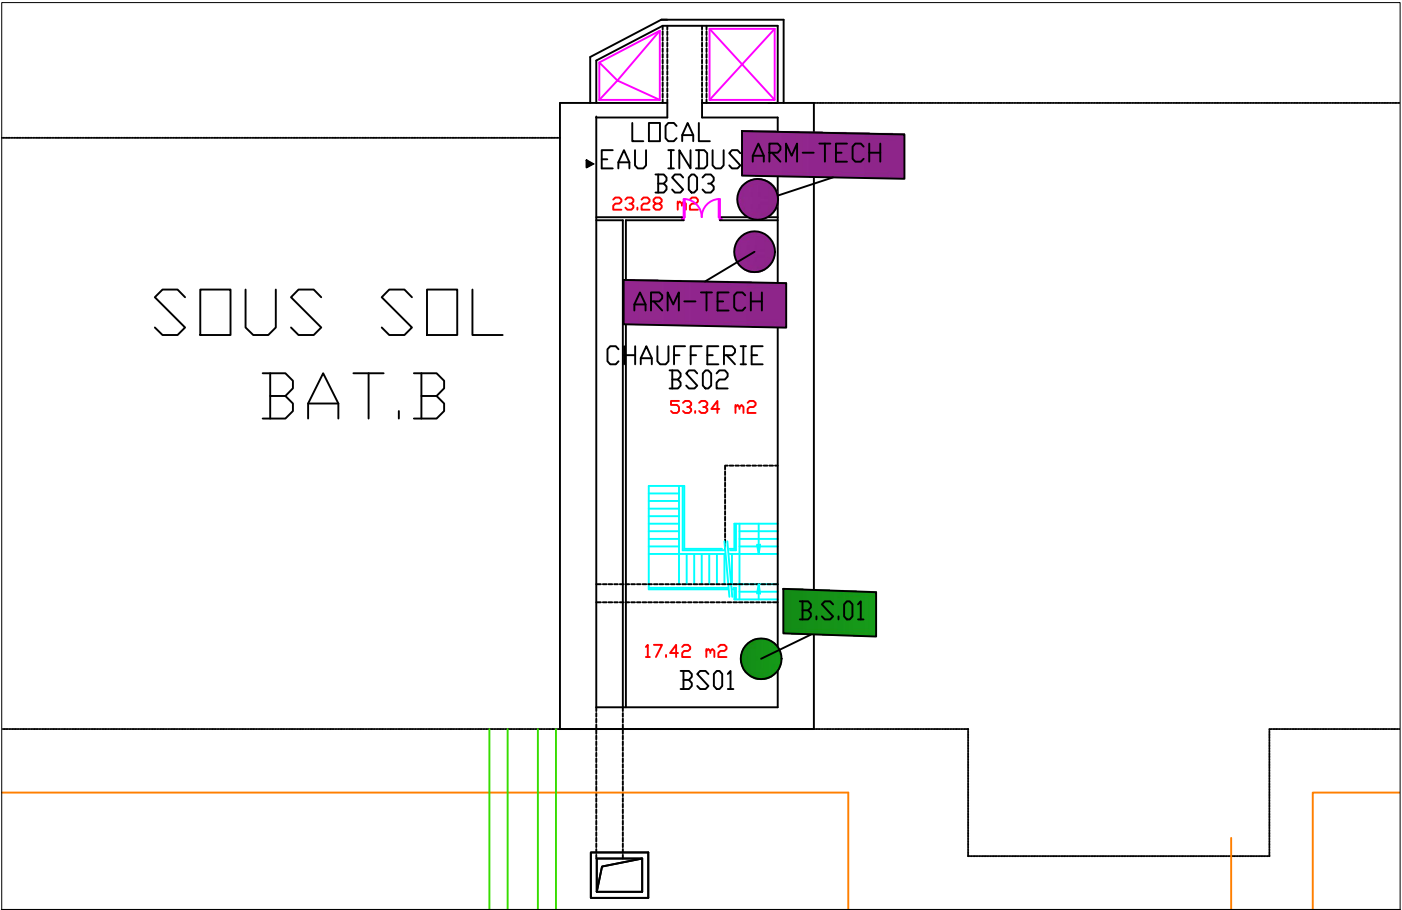 LOCAL
EAU INDUS
BS03
23.28 m2
ARM-TECH
ARM-TECH
SOUS SOL
BAT.B
CHAUFFERIE
BS02
53.34 m2
B.S.01
17.42 m2
BS01